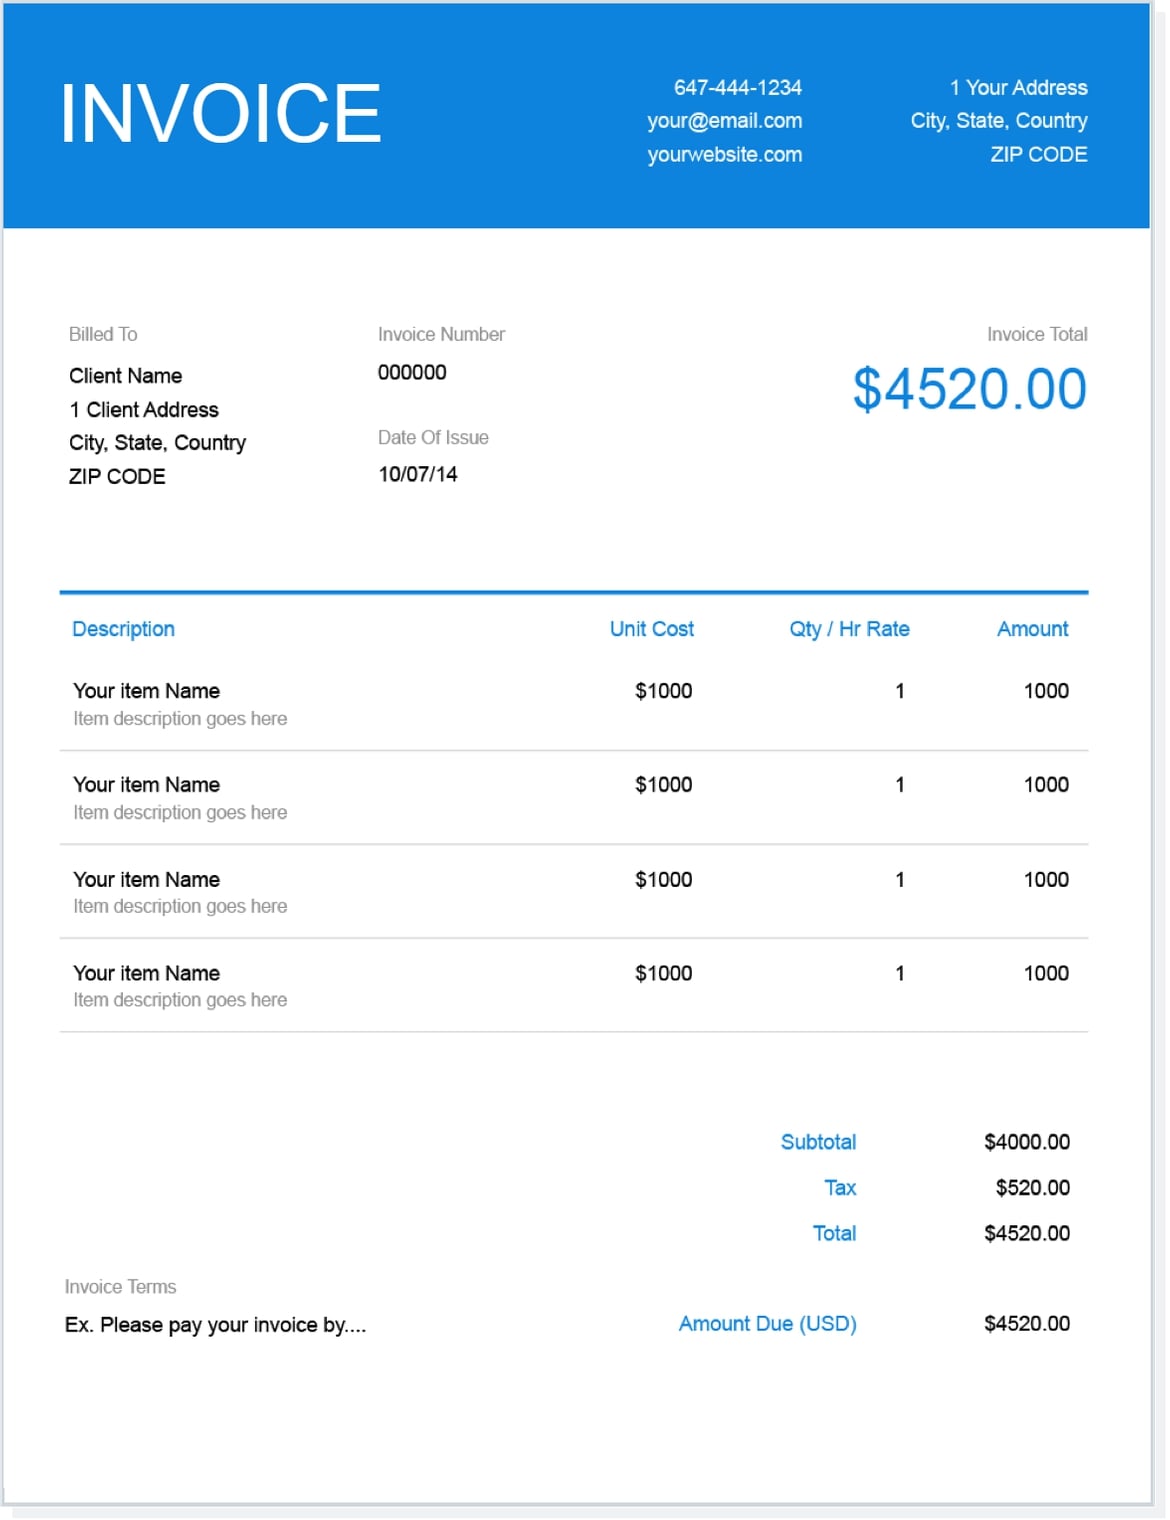 INVOICE
647-444-1234
your@email.com
yourwebsite.com
1 Your Address
City, State, Country
ZIP CODE
Billed To
Client Name
1 Client Address
City, State, Country
ZIP CODE
Invoice Number
000000
Date Of Issue
10/07/14
Invoice Total
$4520.00
Description Unit Cost Qty / Hr Rate Amount
Your item Name $1000 1 1000
Item description goes here
Your item Name $1000 1 1000
Item description goes here
Your item Name $1000 1 1000
Item description goes here
Your item Name $1000 1 1000
Item description goes here
Subtotal $4000.00
Tax $520.00
Total $4520.00
Invoice Terms
Ex. Please pay your invoice by....
Amount Due (USD) $4520.00